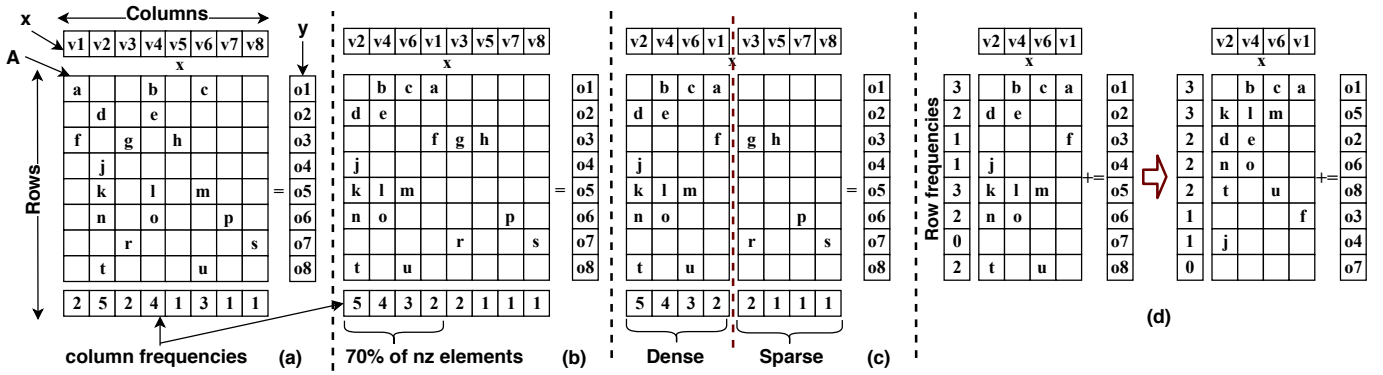 x
Columns
y
A
v1 v2 v3 v4 v5 v6 v7 v8
x
Rows
a b c
d e
f g h
j
k l m
n o p
r s
t u
=
o1
o2
o3
o4
o5
o6
o7
o8
2 5 2 4 1 3 1 1
column frequencies
(a)
v2 v4 v6 v1 v3 v5 v7 v8
x
b c a
d e
f g h
j
k l m
n o p
r s
t u
=
o1
o2
o3
o4
o5
o6
o7
o8
5 4 3 2 2 1 1 1
70% of nz elements
(b)
v2 v4 v6 v1 v3 v5 v7 v8
x
b c a
d e
f g h
j
k l m
n o p
r s
t u
=
o1
o2
o3
o4
o5
o6
o7
o8
5 4 3 2 2 1 1 1
Dense
Sparse
(c)
v2 v4 v6 v1
x
Row frequencies
3
2
1
1
3
2
0
2
b c a
d e
f
j
k l m
n o
t u
+=
o1
o2
o3
o4
o5
o6
o7
o8
v2 v4 v6 v1
x
3
3
2
2
2
1
1
0
b c a
k l m
d e
n o
t u
f
j
+=
o1
o5
o2
o6
o8
o3
o4
o7
(d)